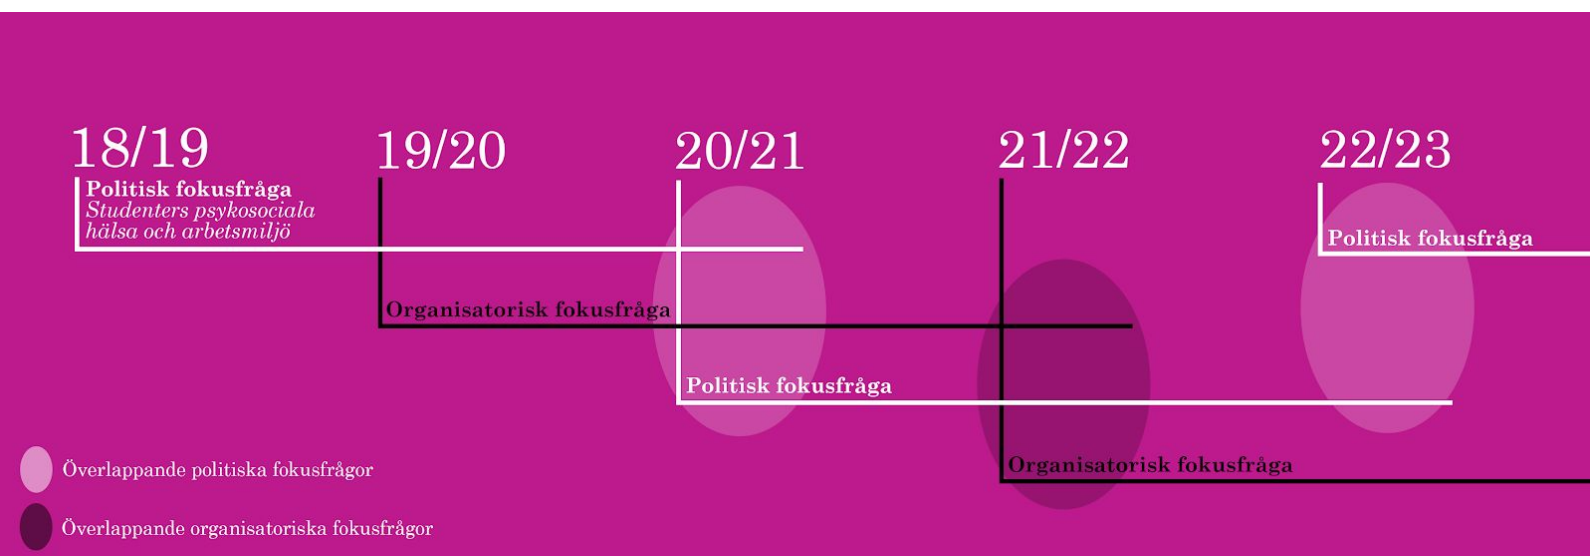 18/19
19/20
20/21
21/22
22/23
Politisk fokusfråga
Studenters psykosociala
hälsa och arbetsmiljö
Politisk fokusfråga
Organisatorisk fokusfråga
Politisk fokusfråga
Organisatorisk fokusfråga
Överlappande politiska fokusfrågor
Överlappande organisatoriska fokusfrågor